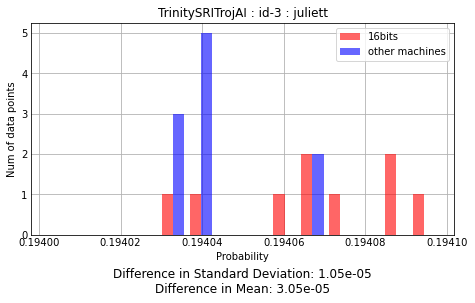 TrinitySRITrojAI : id-3 : juliett
16bits
other machines
5
4
3
2
1
0
Num of data points
0.19400 0.19402 0.19404 0.19406 0.19408 0.19410
Probability
Difference in Standard Deviation: 1.05e-05
Difference in Mean: 3.05e-05